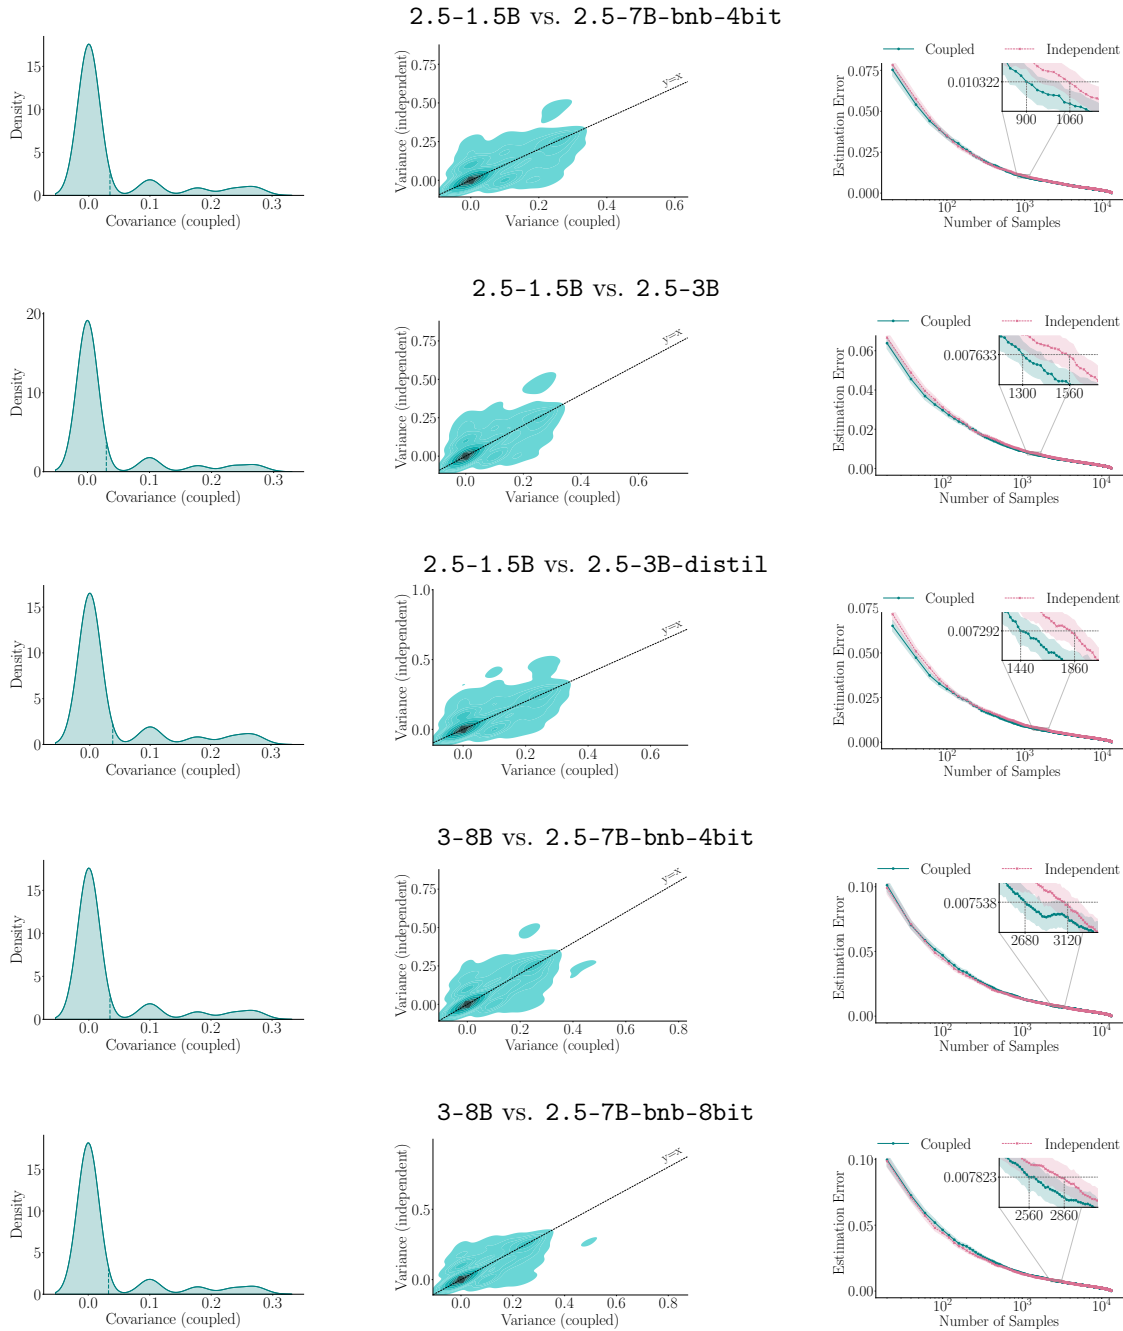 2.5-1.5B vs. 2.5-7B-bnb-4bit
15
10
5
0
Density
0.0 0.1 0.2 0.3
Covariance (coupled)
0.75
0.50
0.25
0.00
Variance (independent)
y=x
0.0 0.2 0.4 0.6
Variance (coupled)
Coupled Independent
0.075
0.050
0.025
0.000
Estimation Error
0.010322
900 1060
10² 10³ 10⁴
Number of Samples
2.5-1.5B vs. 2.5-3B
20
10
0
Density
0.0 0.1 0.2 0.3
Covariance (coupled)
0.75
0.50
0.25
0.00
Variance (independent)
y=x
0.0 0.2 0.4 0.6
Variance (coupled)
Coupled Independent
0.06
0.04
0.02
0.00
Estimation Error
0.007633
1300 1560
10² 10³ 10⁴
Number of Samples
2.5-1.5B vs. 2.5-3B-distil
15
10
5
0
Density
0.0 0.1 0.2 0.3
Covariance (coupled)
1.0
0.5
0.0
Variance (independent)
y=x
0.0 0.2 0.4 0.6
Variance (coupled)
Coupled Independent
0.075
0.050
0.025
0.000
Estimation Error
0.007292
1440 1860
10² 10³ 10⁴
Number of Samples
3-8B vs. 2.5-7B-bnb-4bit
15
10
5
0
Density
0.0 0.1 0.2 0.3
Covariance (coupled)
0.75
0.50
0.25
0.00
Variance (independent)
y=x
0.0 0.2 0.4 0.6 0.8
Variance (coupled)
Coupled Independent
0.10
0.05
0.00
Estimation Error
0.007538
2680 3120
10² 10³ 10⁴
Number of Samples
3-8B vs. 2.5-7B-bnb-8bit
15
10
5
0
Density
0.0 0.1 0.2 0.3
Covariance (coupled)
0.5
0.0
Variance (independent)
y=x
0.0 0.2 0.4 0.6 0.8
Variance (coupled)
Coupled Independent
0.10
0.05
0.00
Estimation Error
0.007823
2560 2860
10² 10³ 10⁴
Number of Samples